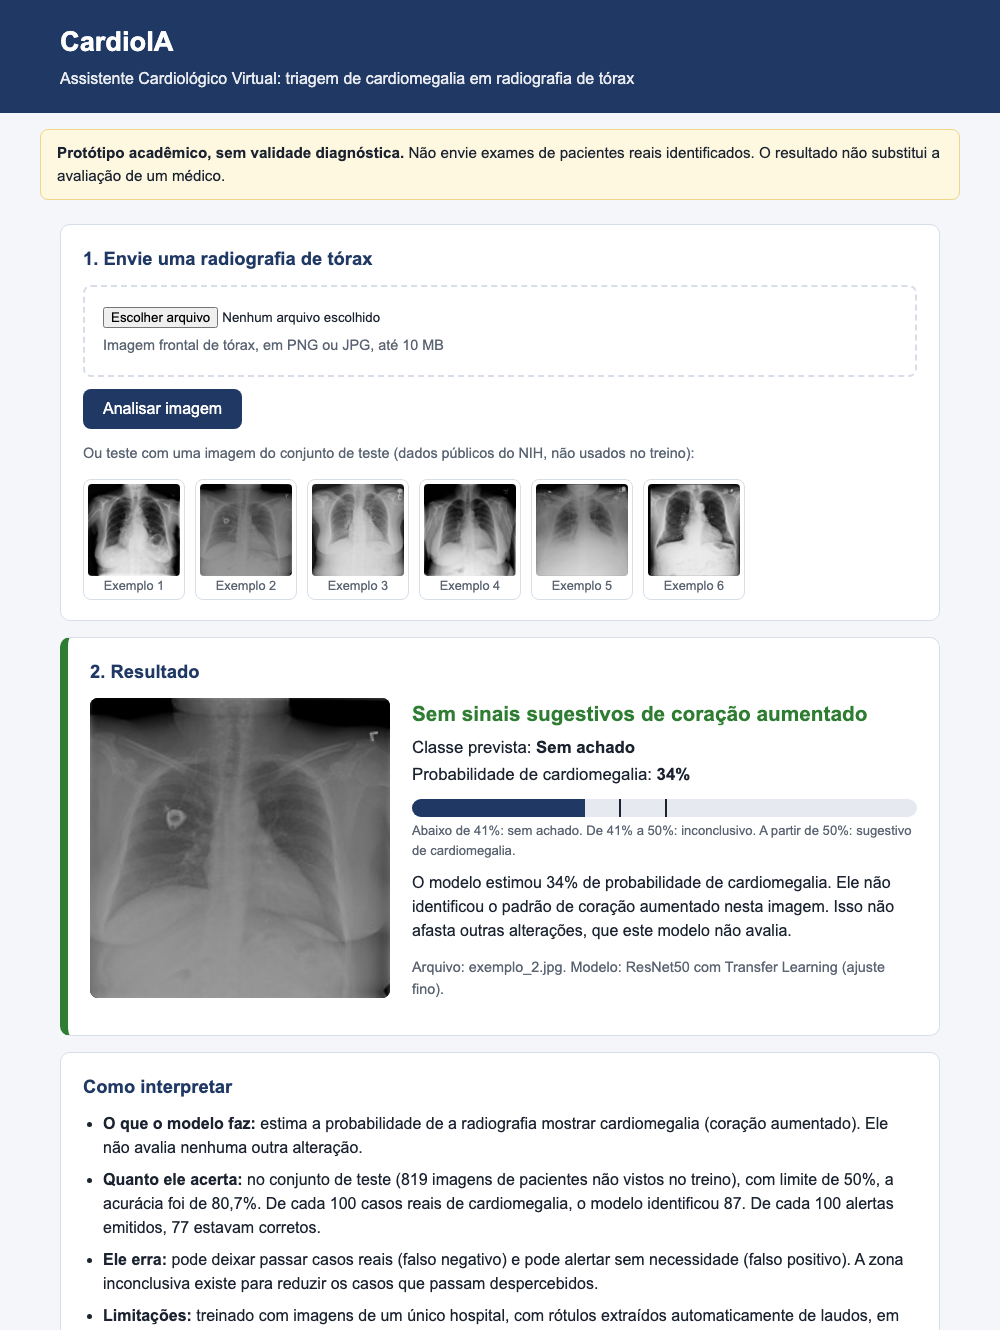 CardioIA
Assistente Cardiológico Virtual: triagem de cardiomegalia em radiografia de tórax
Protótipo acadêmico, sem validade diagnóstica. Não envie exames de pacientes reais identificados. O resultado não substitui a
avaliação de um médico.
1. Envie uma radiografia de tórax
Escolher arquivo Nenhum arquivo escolhido
Imagem frontal de tórax, em PNG ou JPG, até 10 MB
Analisar imagem
Ou teste com uma imagem do conjunto de teste (dados públicos do NIH, não usados no treino):
Exemplo 1 Exemplo 2 Exemplo 3 Exemplo 4 Exemplo 5 Exemplo 6
2. Resultado
Sem sinais sugestivos de coração aumentado
Classe prevista: Sem achado
Probabilidade de cardiomegalia: 34%
Abaixo de 41%: sem achado. De 41% a 50%: inconclusivo. A partir de 50%: sugestivo
de cardiomegalia.
O modelo estimou 34% de probabilidade de cardiomegalia. Ele não
identificou o padrão de coração aumentado nesta imagem. Isso não
afasta outras alterações, que este modelo não avalia.
Arquivo: exemplo_2.jpg. Modelo: ResNet50 com Transfer Learning (ajuste
fino).
Como interpretar
• O que o modelo faz: estima a probabilidade de a radiografia mostrar cardiomegalia (coração aumentado). Ele
não avalia nenhuma outra alteração.
• Quanto ele acerta: no conjunto de teste (819 imagens de pacientes não vistos no treino), com limite de 50%, a
acurácia foi de 80,7%. De cada 100 casos reais de cardiomegalia, o modelo identificou 87. De cada 100 alertas
emitidos, 77 estavam corretos.
• Ele erra: pode deixar passar casos reais (falso negativo) e pode alertar sem necessidade (falso positivo). A zona
inconclusiva existe para reduzir os casos que passam despercebidos.
• Limitações: treinado com imagens de um único hospital, com rótulos extraídos automaticamente de laudos, em